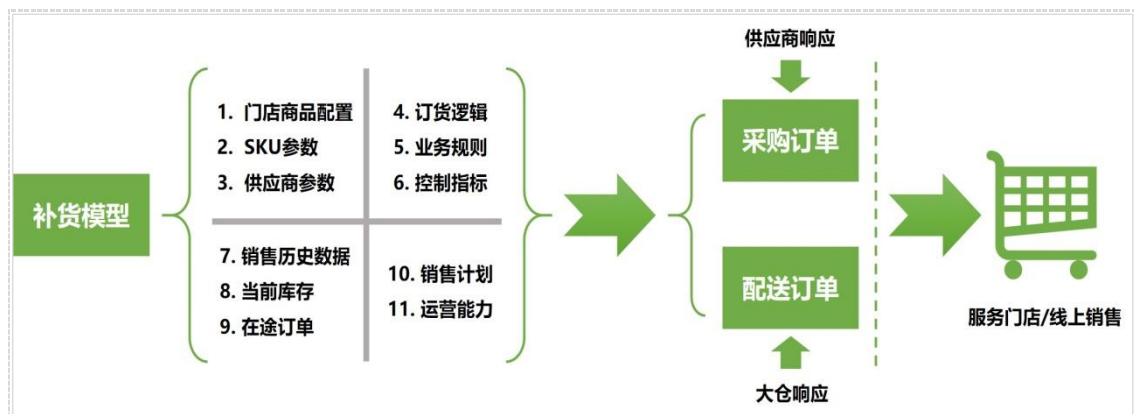 补货模型
1. 门店商品配置
2. SKU参数
3. 供应商参数
4. 订货逻辑
5. 业务规则
6. 控制指标
7. 销售历史数据
8. 当前库存
9. 在途订单
10. 销售计划
11. 运营能力
供应商响应
采购订单
配送订单
大仓响应
服务门店/线上销售